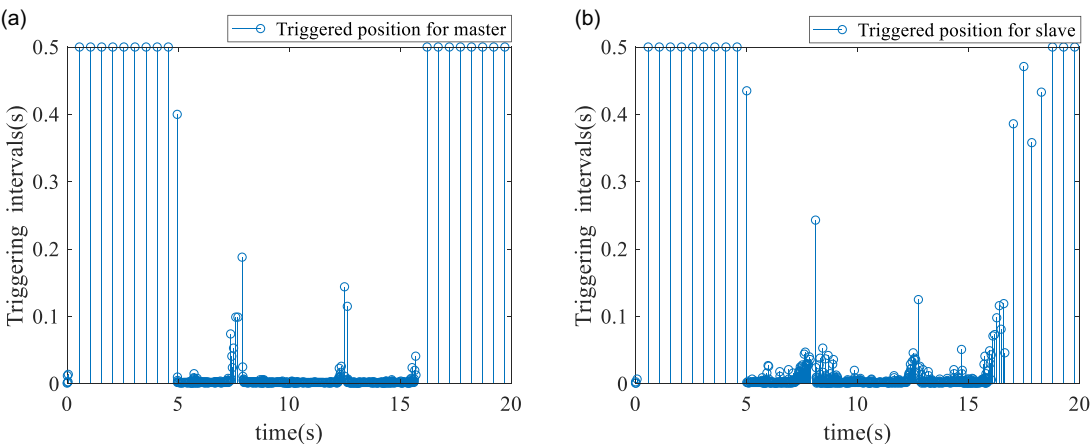 (a)
Triggered position for master
0.5
0.4
0.3
0.2
0.1
0
Triggering intervals(s)
0 5 10 15 20
time(s)
(b)
Triggered position for slave
0.5
0.4
0.3
0.2
0.1
0
Triggering intervals(s)
0 5 10 15 20
time(s)